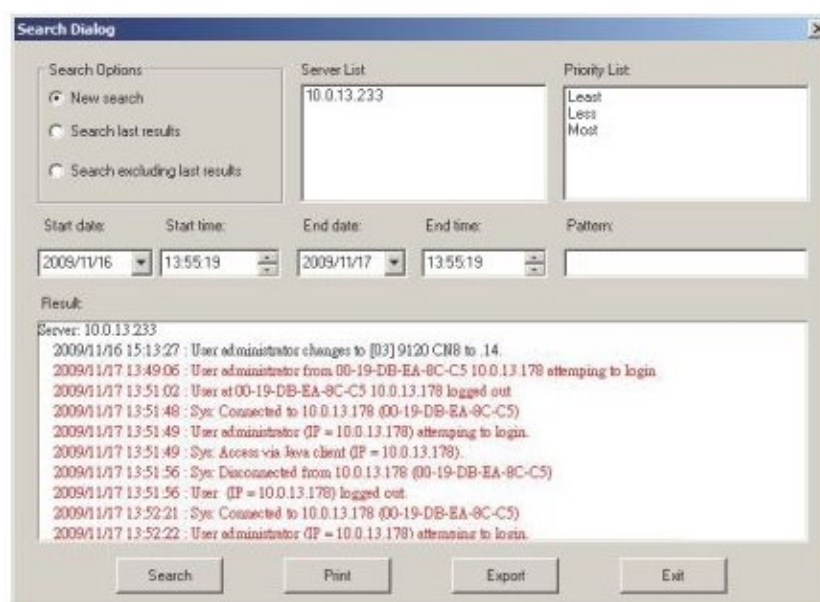 Search Dialog
Search Options
New search
Search last results
Search excluding last results
Server List
10.0.13.233
Priority List:
Least
Less
Most
Start date:
Start time:
End date:
End time:
Pattern:
2009/11/16
13:55:19
2009/11/17
13:55:19
Result:
Server: 10.0.13.233
2009/11/16 15:13:27 : User administrator changes to [03] 9120 CN8 to .14.
2009/11/17 13:49:06 : User administrator from 00-19-DB-EA-8C-C5 10.0.13.178 attemping to login
2009/11/17 13:51:02 : User at 00-19-DB-EA-8C-C5 10.0.13.178 logged out
2009/11/17 13:51:48 : Sys: Connected to 10.0.13.178 (00-19-DB-EA-8C-C5)
2009/11/17 13:51:49 : User administrator (IP = 10.0.13.178) attemping to login.
2009/11/17 13:51:49 : Sys: Access via Java client (IP = 10.0.13.178).
2009/11/17 13:51:56 : Sys: Disconnected from 10.0.13.178 (00-19-DB-EA-8C-C5)
2009/11/17 13:51:56 : User (IP = 10.0.13.178) logged out.
2009/11/17 13:52:21 : Sys: Connected to 10.0.13.178 (00-19-DB-EA-8C-C5)
2009/11/17 13:52:22 : User administrator (IP = 10.0.13.178) attemping to login.
Search
Print
Export
Exit